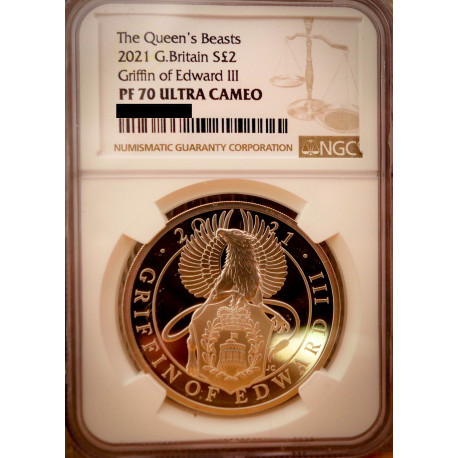 The Queen's Beasts
2021 G.Britain S£2
Griffin of Edward III
PF 70 ULTRA CAMEO
NUMISMATIC GUARANTY CORPORATION
NGC
· 2021 ·
GRIFFIN OF EDWARD III
JC